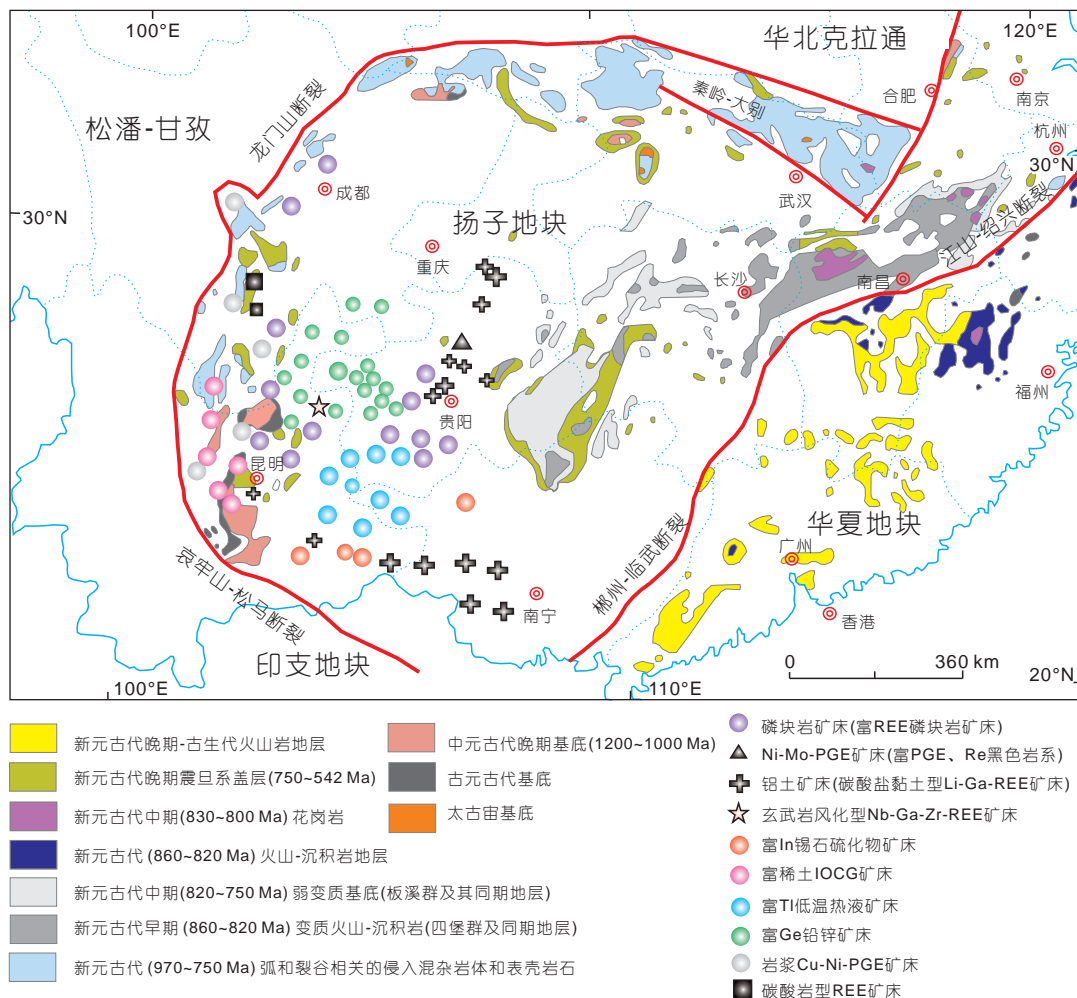 100°E
120°E
华北克拉通
合肥
南京
秦岭-大别
杭州
松潘-甘孜
龙门山断裂
30°N
成都
武汉
30°N
扬子地块
江山-绍兴断裂
重庆
长沙
南昌
贵阳
福州
昆明
华夏地块
广州
哀牢山-松马断裂
郴州-临武断裂
南宁
香港
印支地块
0
360 km
20°N
100°E
110°E
新元古代晚期-古生代火山岩地层
新元古代晚期震旦系盖层(750~542 Ma)
新元古代中期(830~800 Ma) 花岗岩
新元古代 (860~820 Ma) 火山-沉积岩地层
新元古代中期(820~750 Ma) 弱变质基底(板溪群及其同期地层)
新元古代早期 (860~820 Ma) 变质火山-沉积岩(四堡群及同期地层)
新元古代 (970~750 Ma) 弧和裂谷相关的侵入混杂岩体和表壳岩石
中元古代晚期基底(1200~1000 Ma)
古元古代基底
太古宙基底
磷块岩矿床(富REE磷块岩矿床)
Ni-Mo-PGE矿床(富PGE、Re黑色岩系)
铝土矿床(碳酸盐黏土型Li-Ga-REE矿床)
玄武岩风化型Nb-Ga-Zr-REE矿床
富In锡石硫化物矿床
富稀土IOCG矿床
富Tl低温热液矿床
富Ge铅锌矿床
岩浆Cu-Ni-PGE矿床
碳酸岩型REE矿床